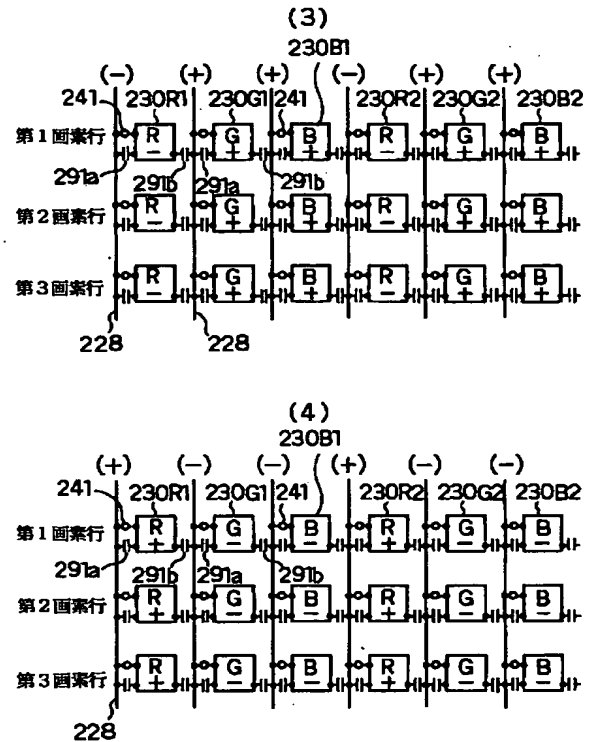 (3)
230B1
(−) (+) (+) (−) (+) (+)
241 230R1 230G1 241 230R2 230G2 230B2
第1画素行 R G B R G B
− + + − + +
291a 291b 291a 291b
第2画素行 R G B R G B
− + + − + +
第3画素行 R G B R G B
− + + − + +
228 228
(4)
230B1
(+) (−) (−) (+) (−) (−)
241 230R1 230G1 241 230R2 230G2 230B2
第1画素行 R G B R G B
+ − − + − −
291a 291b 291a 291b
第2画素行 R G B R G B
+ − − + − −
第3画素行 R G B R G B
+ − − + − −
228